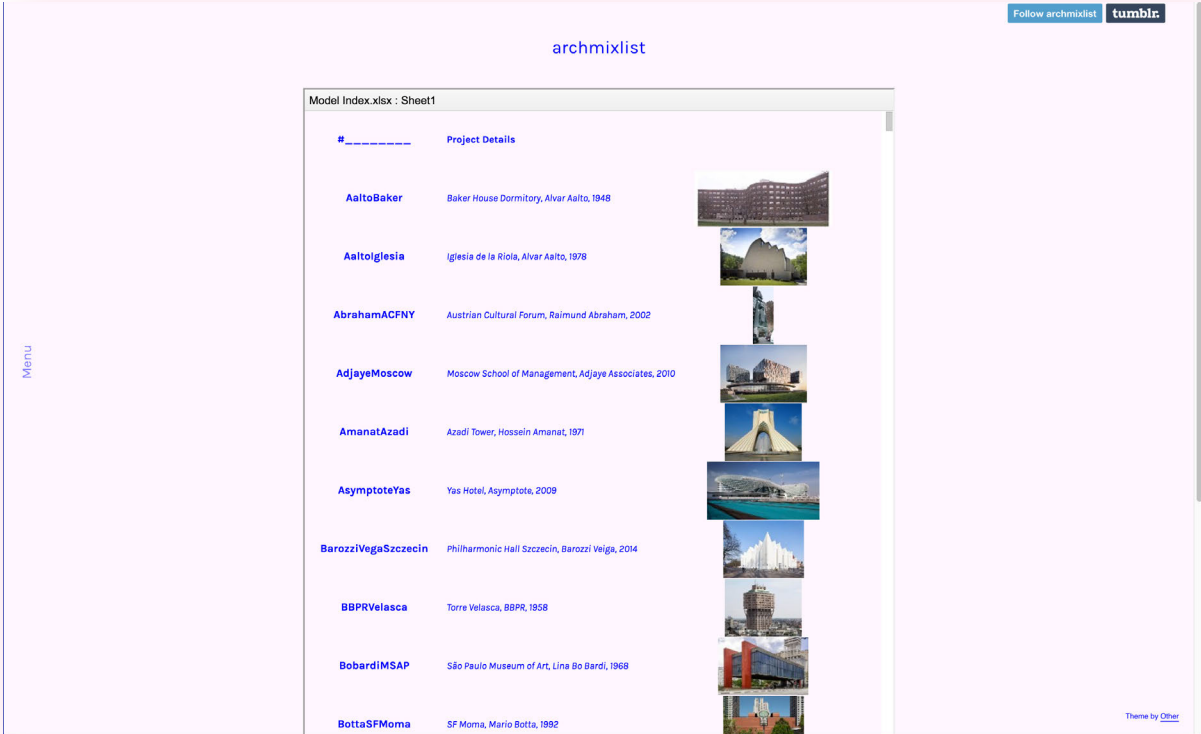 Follow archmixlist tumblr.
archmixlist
Model Index.xlsx : Sheet1
#________ Project Details
AaltoBaker Baker House Dormitory, Alvar Aalto, 1948
AaltoIglesia Iglesia de la Riola, Alvar Aalto, 1978
AbrahamACFNY Austrian Cultural Forum, Raimund Abraham, 2002
Menu
AdjayeMoscow Moscow School of Management, Adjaye Associates, 2010
AmanatAzadi Azadi Tower, Hossein Amanat, 1971
AsymptoteYas Yas Hotel, Asymptote, 2009
BarozziVegaSzczecin Philharmonic Hall Szczecin, Barozzi Veiga, 2014
BBPRVelasca Torre Velasca, BBPR, 1958
BobardiMSAP São Paulo Museum of Art, Lina Bo Bardi, 1968
BottaSFMoma SF Moma, Mario Botta, 1992
Theme by Other